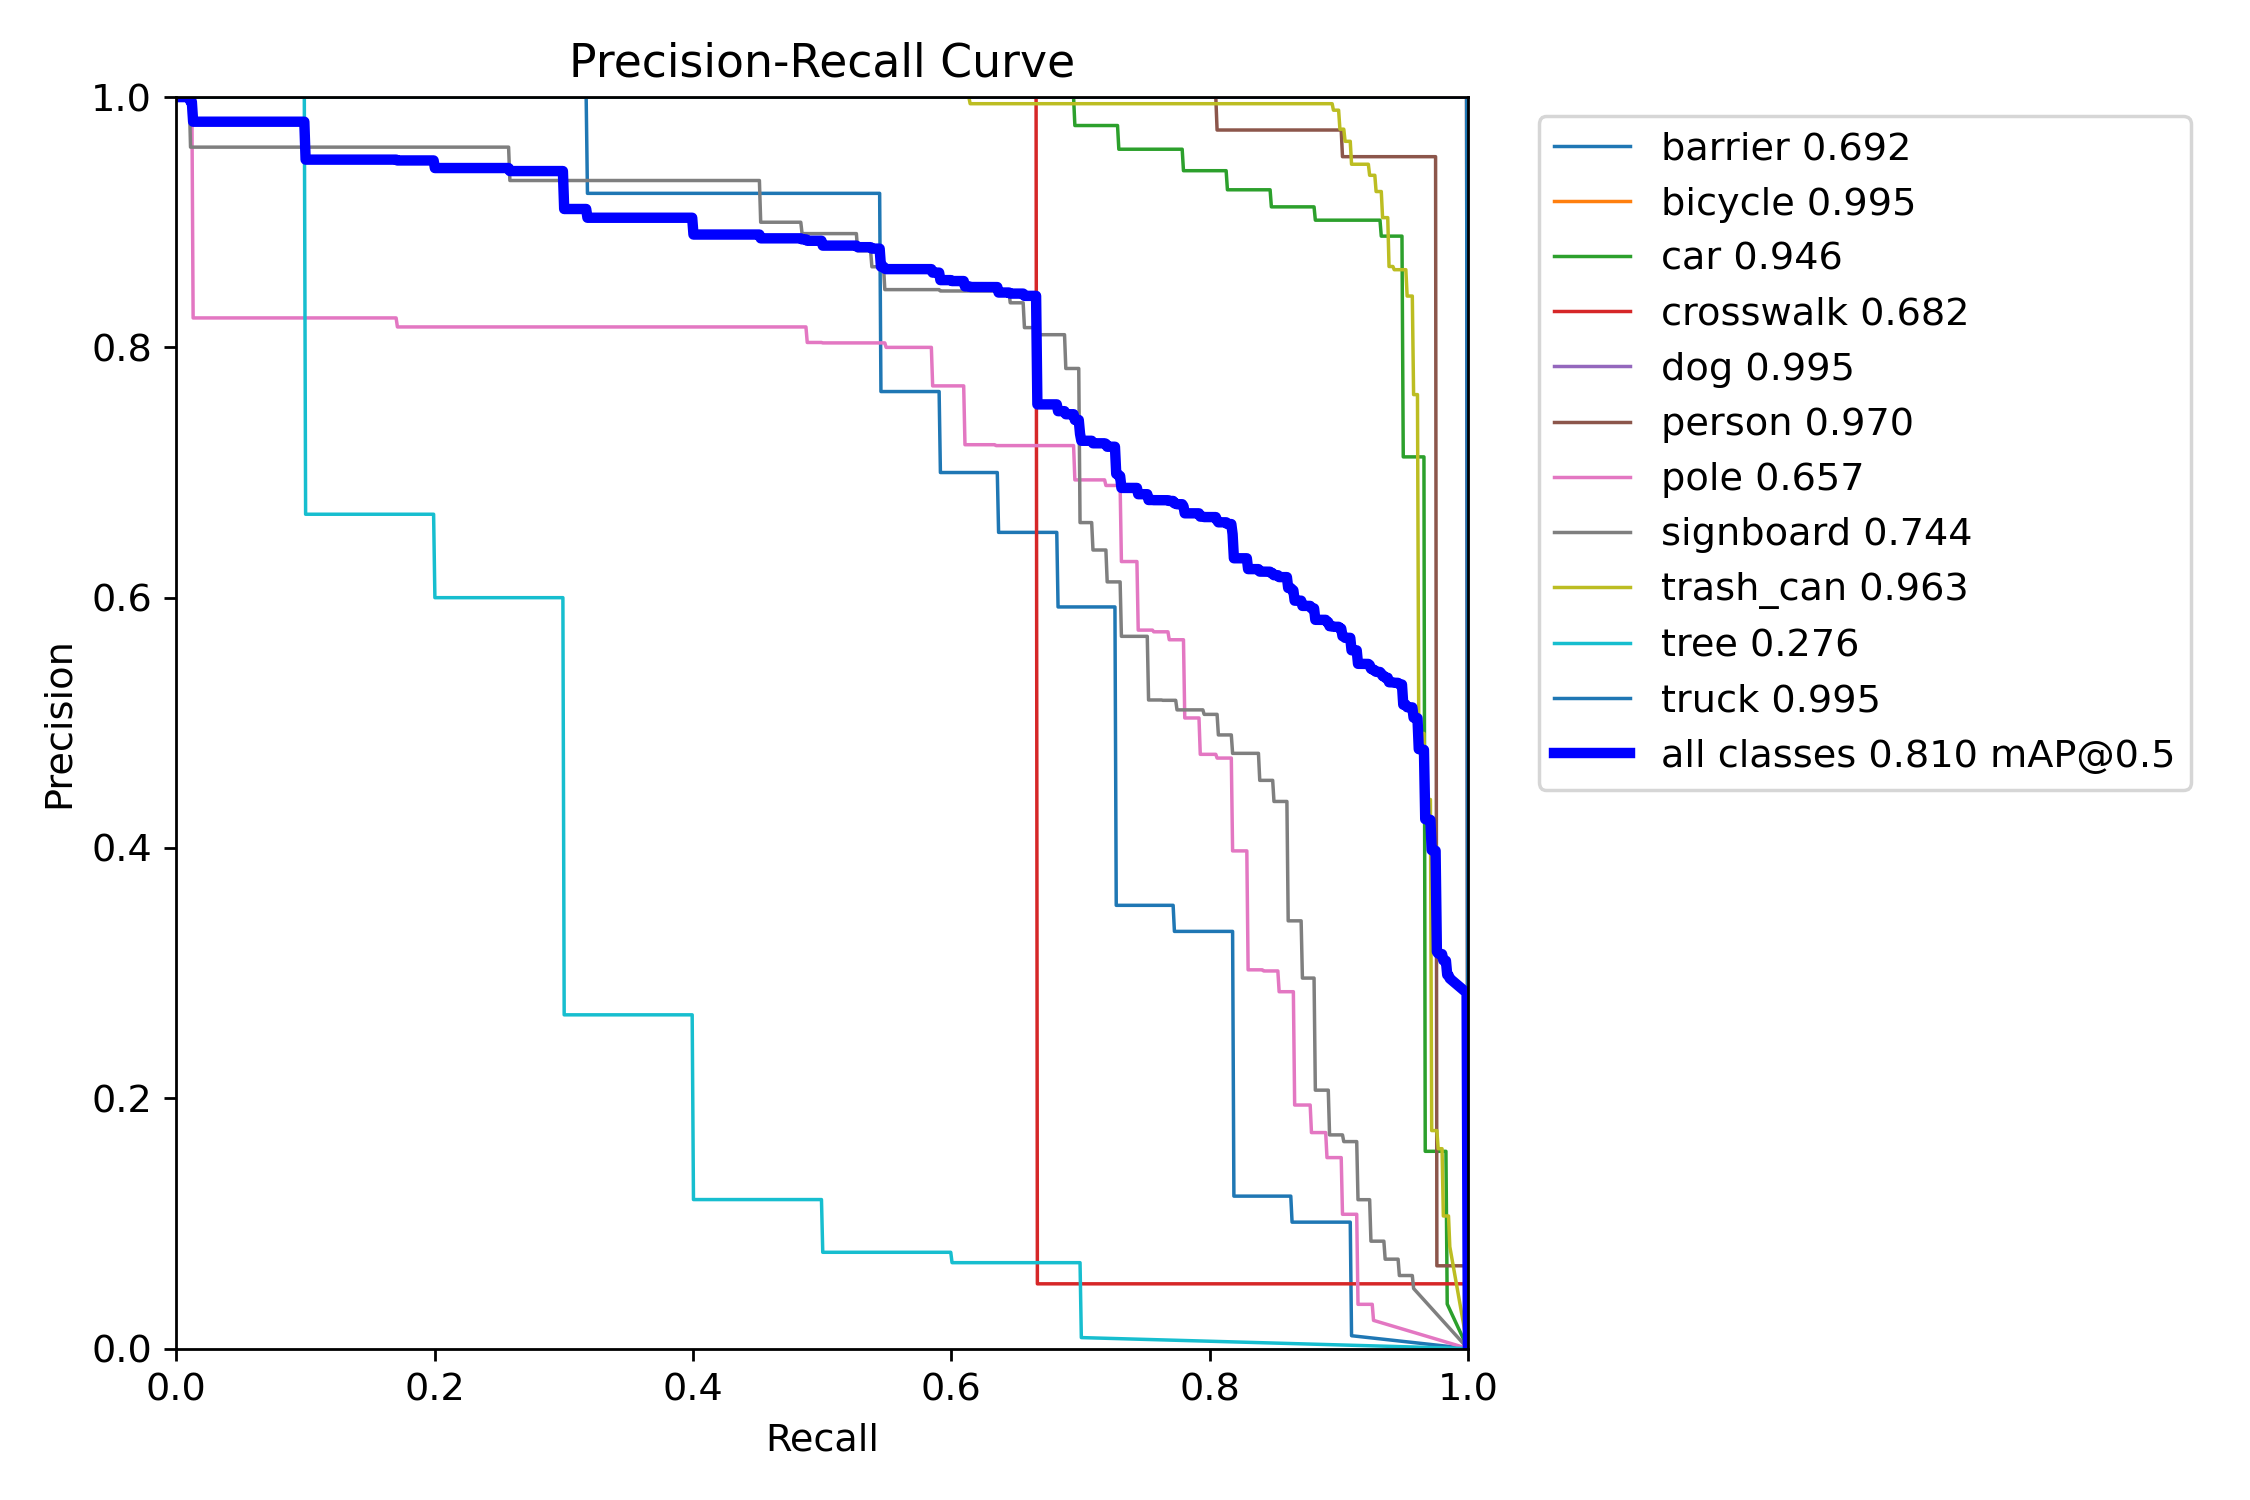 Precision-Recall Curve
1.0
0.8
0.6
0.4
0.2
0.0
Precision
0.0 0.2 0.4 0.6 0.8 1.0
Recall
barrier 0.692
bicycle 0.995
car 0.946
crosswalk 0.682
dog 0.995
person 0.970
pole 0.657
signboard 0.744
trash_can 0.963
tree 0.276
truck 0.995
all classes 0.810 mAP@0.5